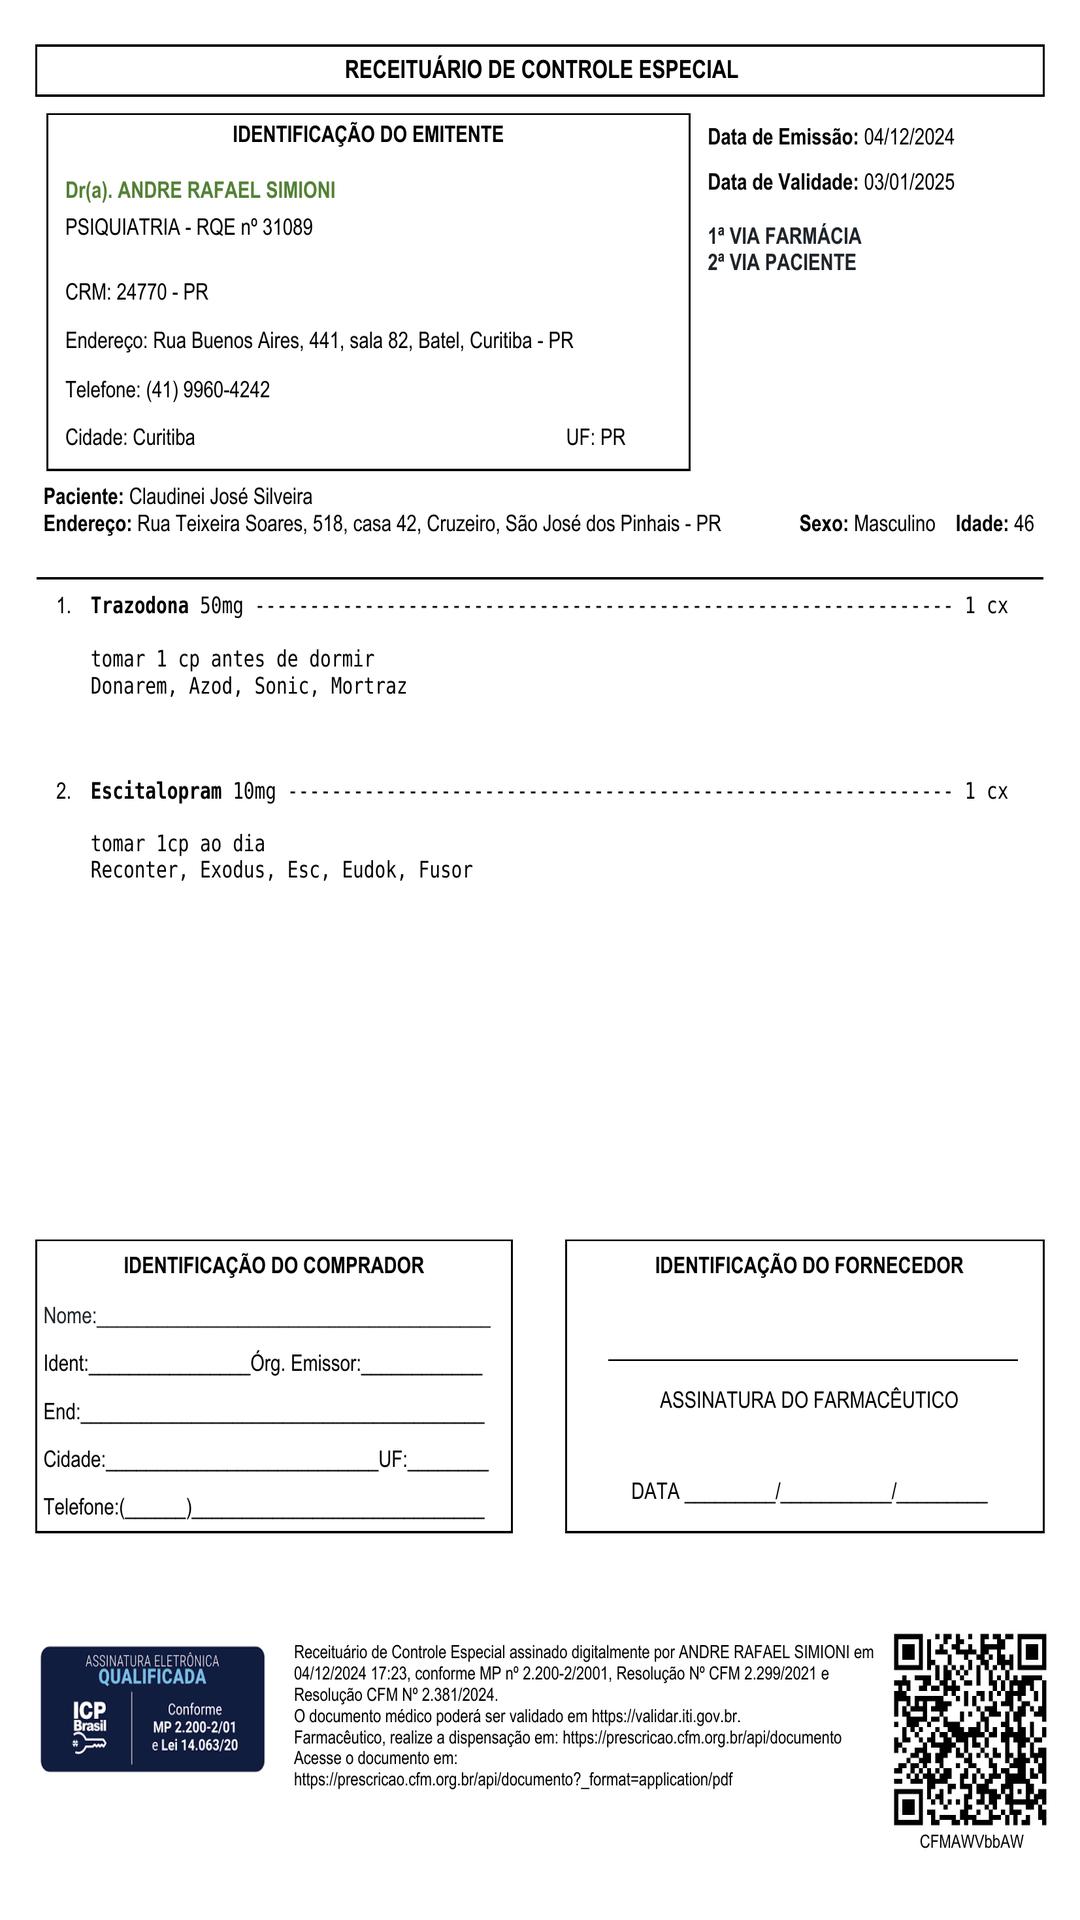 RECEITUÁRIO DE CONTROLE ESPECIAL
IDENTIFICAÇÃO DO EMITENTE
Dr(a). ANDRE RAFAEL SIMIONI
PSIQUIATRIA - RQE nº 31089
CRM: 24770 - PR
Endereço: Rua Buenos Aires, 441, sala 82, Batel, Curitiba - PR
Telefone: (41) 9960-4242
Cidade: Curitiba UF: PR
Data de Emissão: 04/12/2024
Data de Validade: 03/01/2025
1ª VIA FARMÁCIA
2ª VIA PACIENTE
Paciente: Claudinei José Silveira
Endereço: Rua Teixeira Soares, 518, casa 42, Cruzeiro, São José dos Pinhais - PR Sexo: Masculino Idade: 46
1. Trazodona 50mg ---------------------------------------------------------------- 1 cx
tomar 1 cp antes de dormir
Donarem, Azod, Sonic, Mortraz
2. Escitalopram 10mg ------------------------------------------------------------- 1 cx
tomar 1cp ao dia
Reconter, Exodus, Esc, Eudok, Fusor
IDENTIFICAÇÃO DO COMPRADOR
Nome:_______________________________________
Ident:________________Órg. Emissor:____________
End:________________________________________
Cidade:___________________________UF:________
Telefone:(______)_____________________________
IDENTIFICAÇÃO DO FORNECEDOR
ASSINATURA DO FARMACÊUTICO
DATA _________/___________/_________
ASSINATURA ELETRÔNICA
QUALIFICADA
ICP
Brasil
Conforme
MP 2.200-2/01
e Lei 14.063/20
Receituário de Controle Especial assinado digitalmente por ANDRE RAFAEL SIMIONI em
04/12/2024 17:23, conforme MP nº 2.200-2/2001, Resolução Nº CFM 2.299/2021 e
Resolução CFM Nº 2.381/2024.
O documento médico poderá ser validado em https://validar.iti.gov.br.
Farmacêutico, realize a dispensação em: https://prescricao.cfm.org.br/api/documento
Acesse o documento em:
https://prescricao.cfm.org.br/api/documento?_format=application/pdf
CFMAWVbbAW